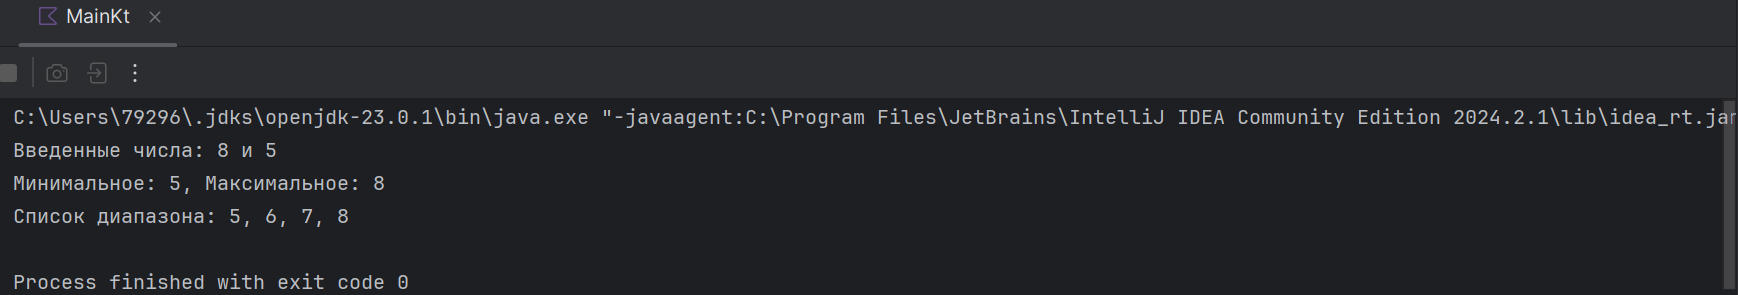 MainKt
C:\Users\79296\.jdks\openjdk-23.0.1\bin\java.exe "-javaagent:C:\Program Files\JetBrains\IntelliJ IDEA Community Edition 2024.2.1\lib\idea_rt.jar
Введенные числа: 8 и 5
Минимальное: 5, Максимальное: 8
Список диапазона: 5, 6, 7, 8
Process finished with exit code 0